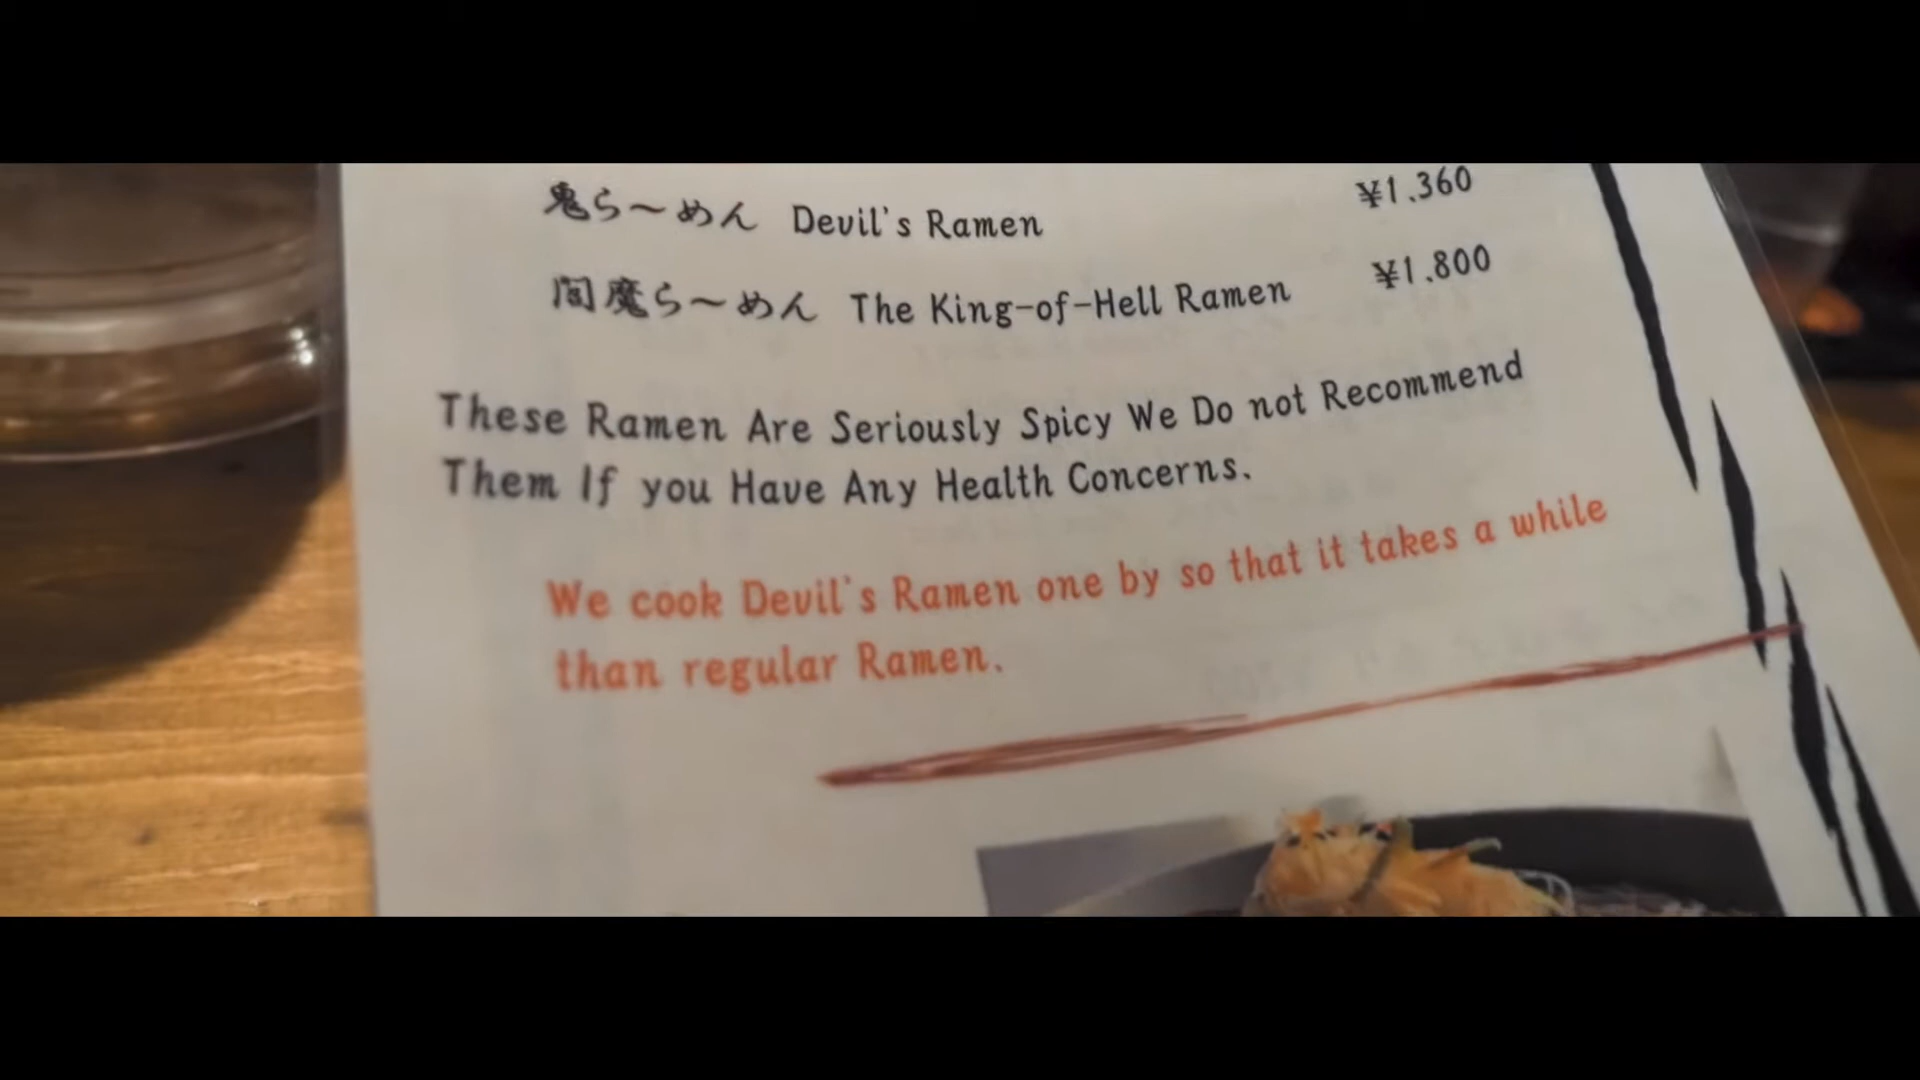 鬼ら〜めん Devil's Ramen ¥1.360
閻魔ら〜めん The King-of-Hell Ramen ¥1.800
These Ramen Are Seriously Spicy We Do not Recommend
Them If you Have Any Health Concerns.
We cook Devil's Ramen one by so that it takes a while
than regular Ramen.